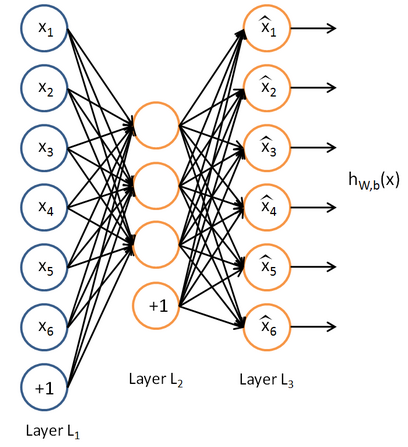 x₁
x₂
x₃
x₄
x₅
x₆
+1
Layer L₁
+1
Layer L₂
x̂₁
x̂₂
x̂₃
x̂₄
x̂₅
x̂₆
Layer L₃
h_W,b(x)